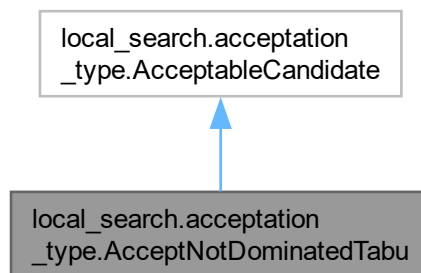 local_search.acceptation
_type.AcceptableCandidate
local_search.acceptation
_type.AcceptNotDominatedTabu